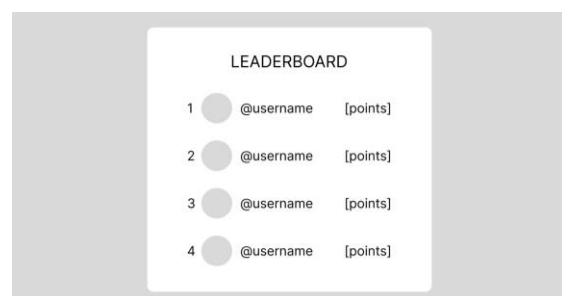 LEADERBOARD
1 @username [points]
2 @username [points]
3 @username [points]
4 @username [points]